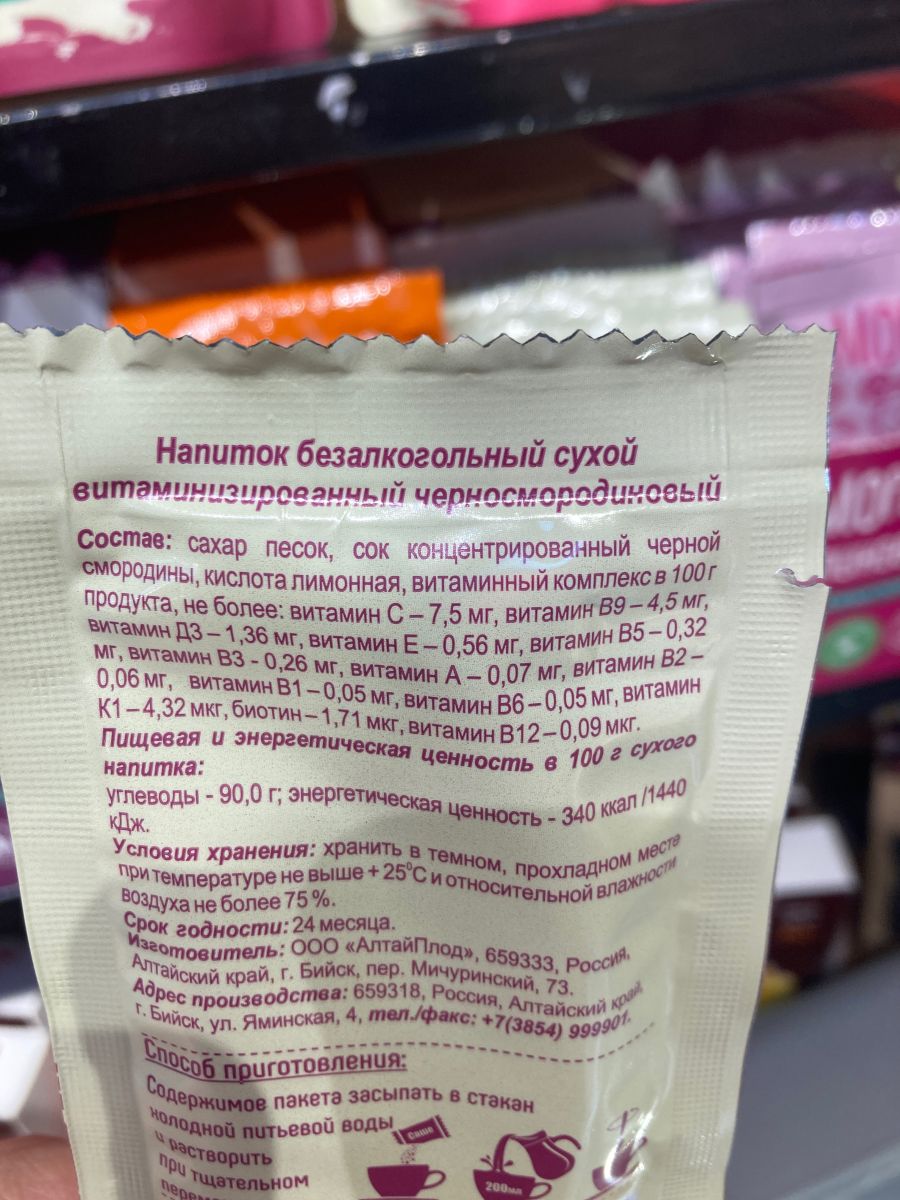 Напиток безалкогольный сухой
витаминизированный черносмородиновый
Состав: сахар песок, сок концентрированный черной
смородины, кислота лимонная, витаминный комплекс в 100 г
продукта, не более: витамин С – 7,5 мг, витамин В9 – 4,5 мг,
витамин Д3 – 1,36 мг, витамин Е – 0,56 мг, витамин В5 – 0,32
мг, витамин В3 - 0,26 мг, витамин А – 0,07 мг, витамин В2 –
0,06 мг, витамин В1 – 0,05 мг, витамин В6 – 0,05 мг, витамин
К1 – 4,32 мкг, биотин – 1,71 мкг, витамин В12 – 0,09 мкг.
Пищевая и энергетическая ценность в 100 г сухого
напитка:
углеводы - 90,0 г; энергетическая ценность - 340 ккал /1440
кДж.
Условия хранения: хранить в темном, прохладном месте
при температуре не выше + 25°С и относительной влажности
воздуха не более 75 %.
Срок годности: 24 месяца.
Изготовитель: ООО «АлтайПлод», 659333, Россия,
Алтайский край, г. Бийск, пер. Мичуринский, 73.
Адрес производства: 659318, Россия, Алтайский край,
г. Бийск, ул. Яминская, 4, тел./факс: +7(3854) 999901.
Способ приготовления:
Содержимое пакета засыпать в стакан
холодной питьевой воды
и растворить
при тщательном
саше
200мл